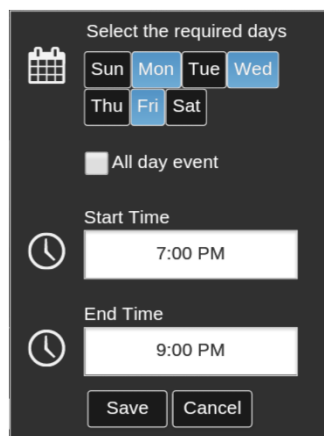 Select the required days
Sun Mon Tue Wed
Thu Fri Sat
All day event
Start Time
7:00 PM
End Time
9:00 PM
Save Cancel